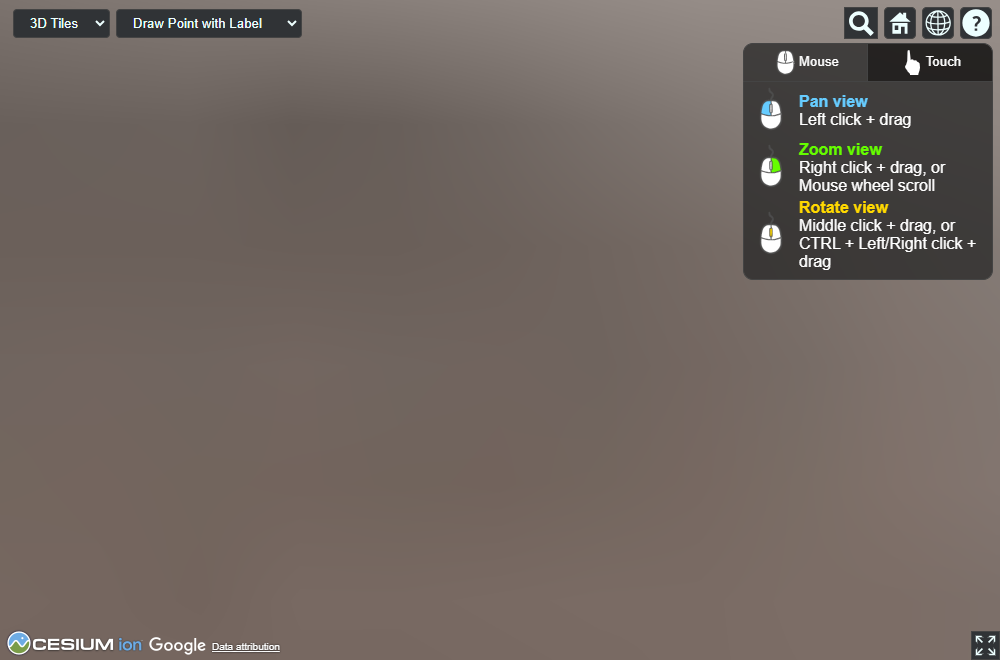 3D Tiles
Draw Point with Label
?
Mouse
Touch
Pan view
Left click + drag
Zoom view
Right click + drag, or
Mouse wheel scroll
Rotate view
Middle click + drag, or
CTRL + Left/Right click +
drag
CESIUM ion Google Data attribution